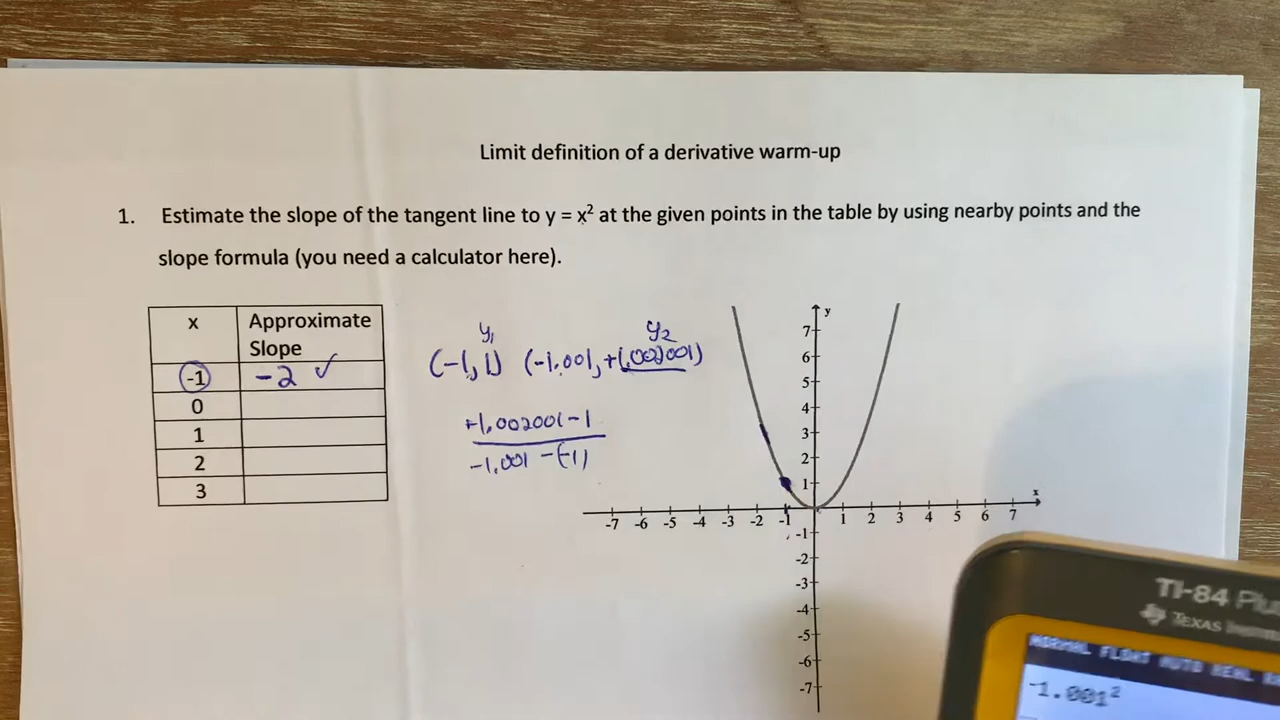 Limit definition of a derivative warm-up
1. Estimate the slope of the tangent line to y = x² at the given points in the table by using nearby points and the
slope formula (you need a calculator here).
x Approximate Slope
-1 -2 ✓
0
1
2
3
y₁ y₂
(-1, 1) (-1.001, +1.002001)
+1.002001 - 1
-1.001 - (-1)
y
7
6
5
4
3
2
1
x
-7 -6 -5 -4 -3 -2 -1 1 2 3 4 5 6 7
-1
-2
-3
-4
-5
-6
-7
TI-84 Plu
TEXAS
NORMAL FLOAT AUTO REAL
-1.001²